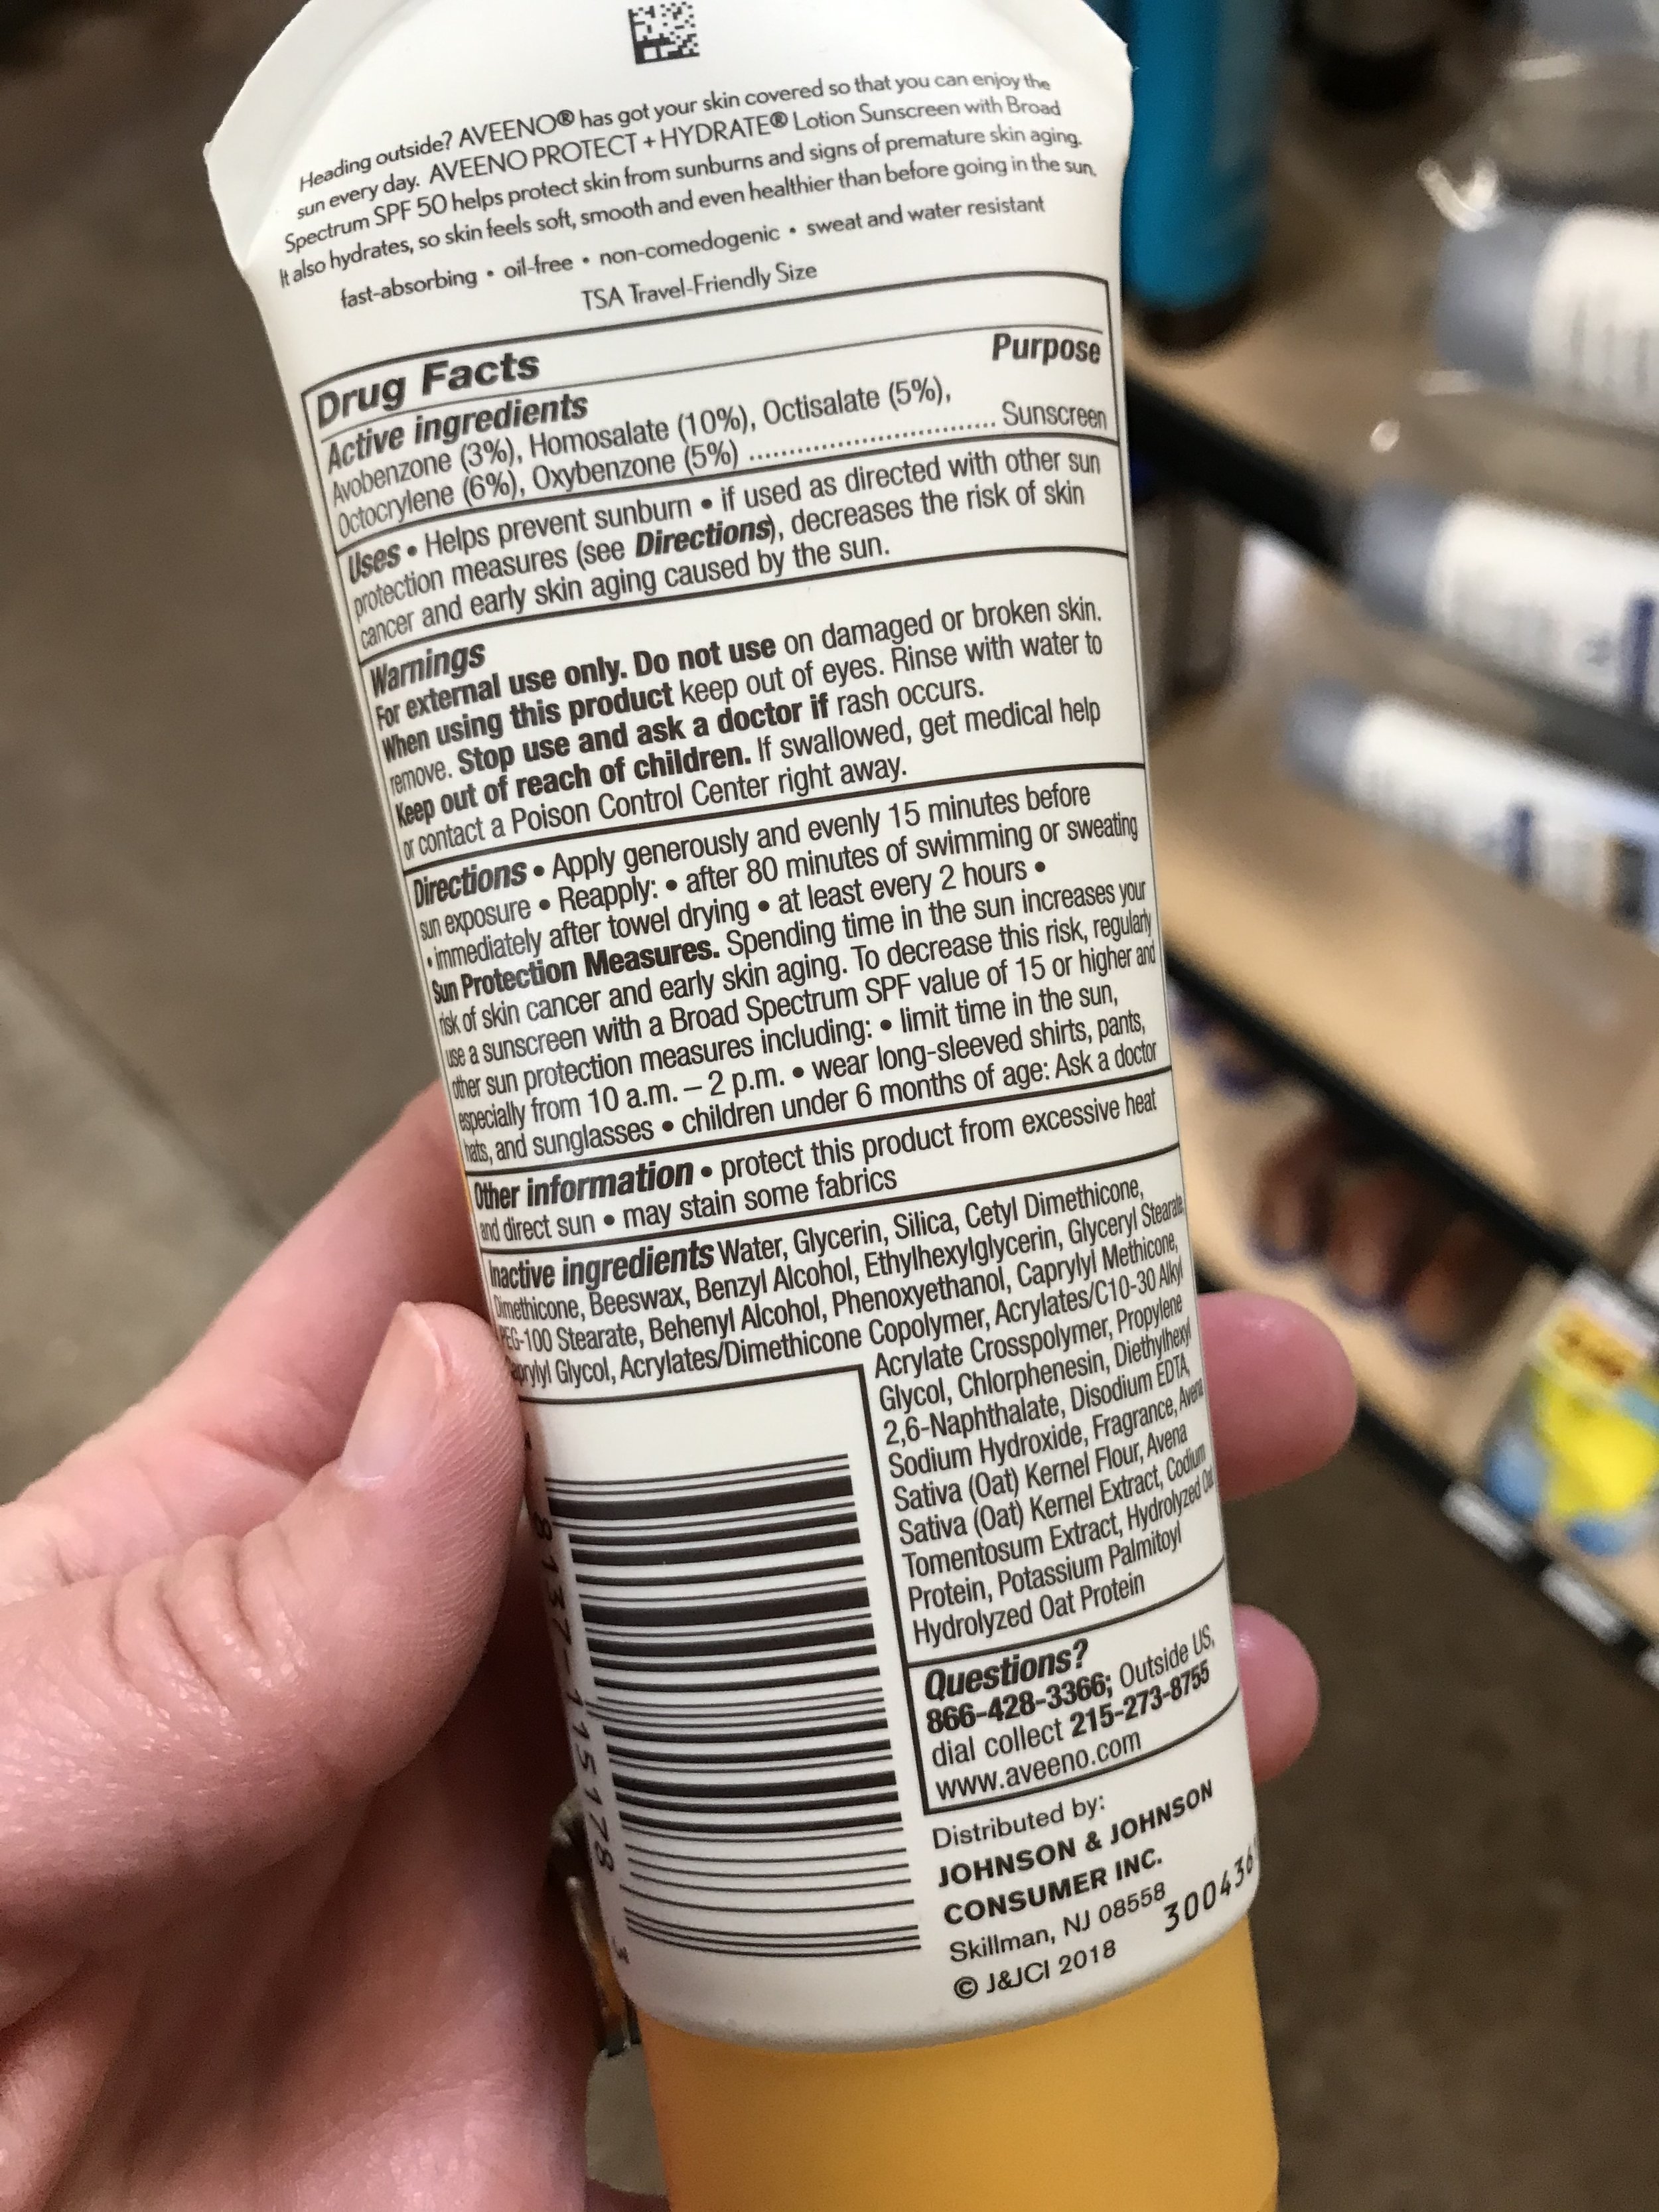 Heading outside? AVEENO® has got your skin covered so that you can enjoy the
sun every day. AVEENO PROTECT + HYDRATE® Lotion Sunscreen with Broad
Spectrum SPF 50 helps protect skin from sunburns and signs of premature skin aging.
It also hydrates, so skin feels soft, smooth and even healthier than before going in the sun.
fast-absorbing • oil-free • non-comedogenic • sweat and water resistant
TSA Travel-Friendly Size
Drug Facts
Active ingredients Purpose
Avobenzone (3%), Homosalate (10%), Octisalate (5%),
Octocrylene (6%), Oxybenzone (5%) .............................. Sunscreen
Uses • Helps prevent sunburn • if used as directed with other sun
protection measures (see Directions), decreases the risk of skin
cancer and early skin aging caused by the sun.
Warnings
For external use only. Do not use on damaged or broken skin.
When using this product keep out of eyes. Rinse with water to
remove. Stop use and ask a doctor if rash occurs.
Keep out of reach of children. If swallowed, get medical help
or contact a Poison Control Center right away.
Directions • Apply generously and evenly 15 minutes before
sun exposure • Reapply: • after 80 minutes of swimming or sweating
• immediately after towel drying • at least every 2 hours •
Sun Protection Measures. Spending time in the sun increases your
risk of skin cancer and early skin aging. To decrease this risk, regularly
use a sunscreen with a Broad Spectrum SPF value of 15 or higher and
other sun protection measures including: • limit time in the sun,
especially from 10 a.m. – 2 p.m. • wear long-sleeved shirts, pants,
hats, and sunglasses • children under 6 months of age: Ask a doctor
Other information • protect this product from excessive heat
and direct sun • may stain some fabrics
Inactive ingredients Water, Glycerin, Silica, Cetyl Dimethicone,
Dimethicone, Beeswax, Benzyl Alcohol, Ethylhexylglycerin, Glyceryl Stearate,
PEG-100 Stearate, Behenyl Alcohol, Phenoxyethanol, Caprylyl Methicone,
Caprylyl Glycol, Acrylates/Dimethicone Copolymer, Acrylates/C10-30 Alkyl
Acrylate Crosspolymer, Propylene
Glycol, Chlorphenesin, Diethylhexyl
2,6-Naphthalate, Disodium EDTA,
Sodium Hydroxide, Fragrance, Avena
Sativa (Oat) Kernel Flour, Avena
Sativa (Oat) Kernel Extract, Codium
Tomentosum Extract, Hydrolyzed Oat
Protein, Potassium Palmitoyl
Hydrolyzed Oat Protein
8137-115178 3
Questions?
866-428-3366; Outside US,
dial collect 215-273-8755
www.aveeno.com
Distributed by:
JOHNSON & JOHNSON
CONSUMER INC.
Skillman, NJ 08558
© J&JCI 2018
300436